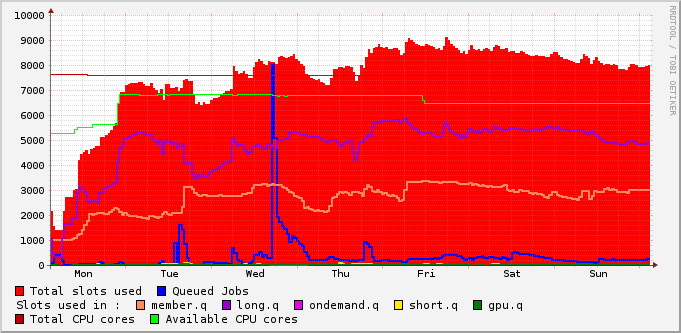 10000
9000
8000
7000
6000
5000
4000
3000
2000
1000
0
Mon Tue Wed Thu Fri Sat Sun
RRDTOOL / TOBI OETIKER
Total slots used Queued Jobs
Slots used in : member.q long.q ondemand.q short.q gpu.q
Total CPU cores Available CPU cores